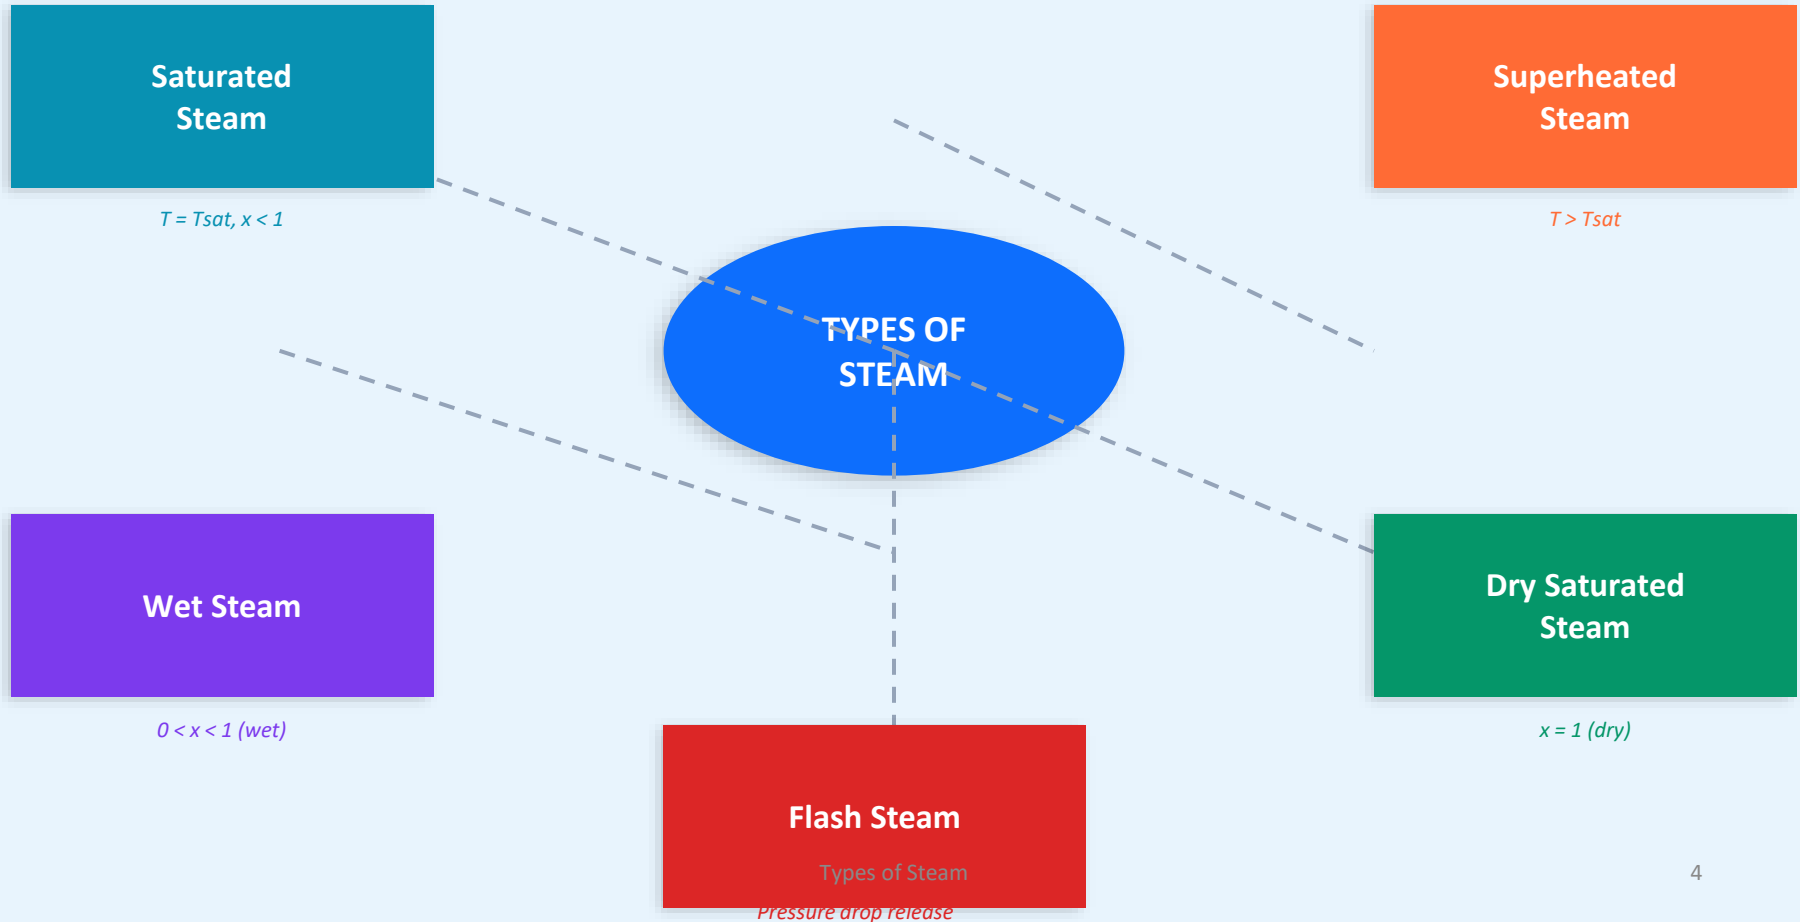 Saturated
Steam
T = Tsat, x < 1
Superheated
Steam
T > Tsat
TYPES OF
STEAM
Wet Steam
0 < x < 1 (wet)
Dry Saturated
Steam
x = 1 (dry)
Flash Steam
Types of Steam
4
Pressure drop release